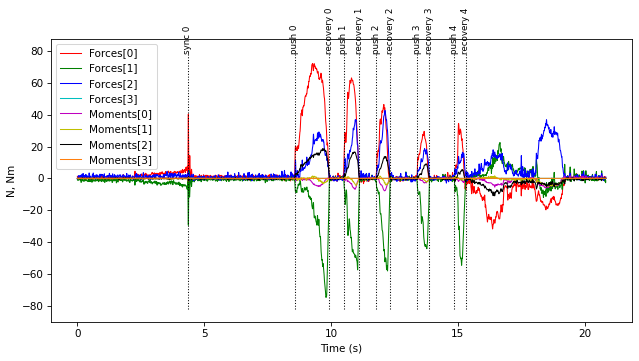 sync 0
push 0
recovery 0
push 1
recovery 1
push 2
recovery 2
push 3
recovery 3
push 4
recovery 4
Forces[0]
Forces[1]
Forces[2]
Forces[3]
Moments[0]
Moments[1]
Moments[2]
Moments[3]
N, Nm
80
60
40
20
0
−20
−40
−60
−80
0
5
10
15
20
Time (s)